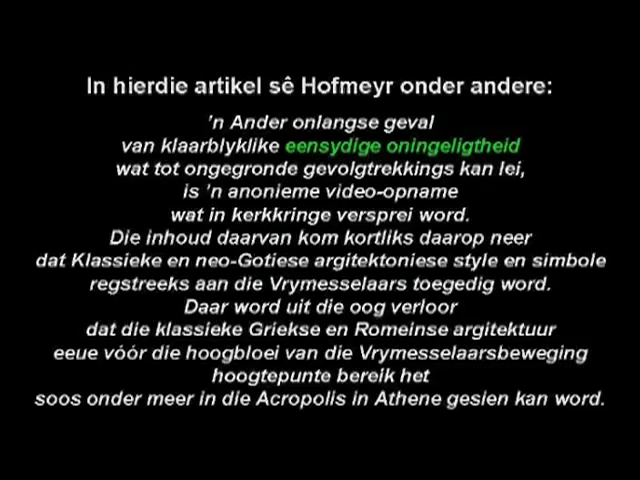 In hierdie artikel sê Hofmeyr onder andere:
'n Ander onlangse geval
van klaarblyklike eensydige oningeligtheid
wat tot ongegronde gevolgtrekkings kan lei,
is 'n anonieme video-opname
wat in kerkkringe versprei word.
Die inhoud daarvan kom kortliks daarop neer
dat Klassieke en neo-Gotiese argitektoniese style en simbole
regstreeks aan die Vrymesselaars toegedig word.
Daar word uit die oog verloor
dat die klassieke Griekse en Romeinse argitektuur
eeue vóór die hoogbloei van die Vrymesselaarsbeweging
hoogtepunte bereik het
soos onder meer in die Acropolis in Athene gesien kan word.